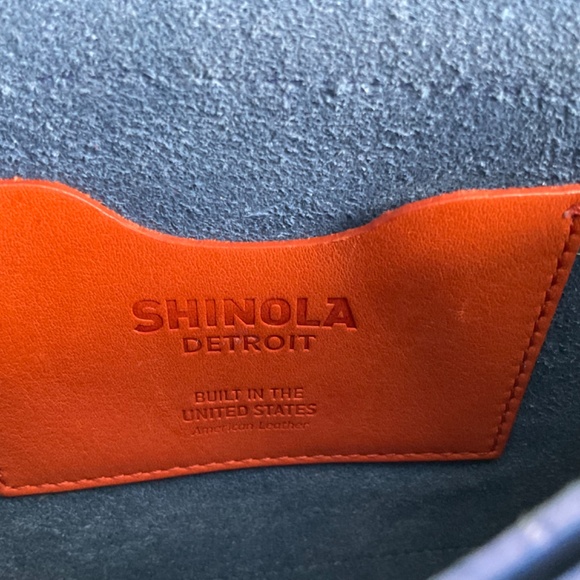 SHINOLA
DETROIT
BUILT IN THE
UNITED STATES
American Leather